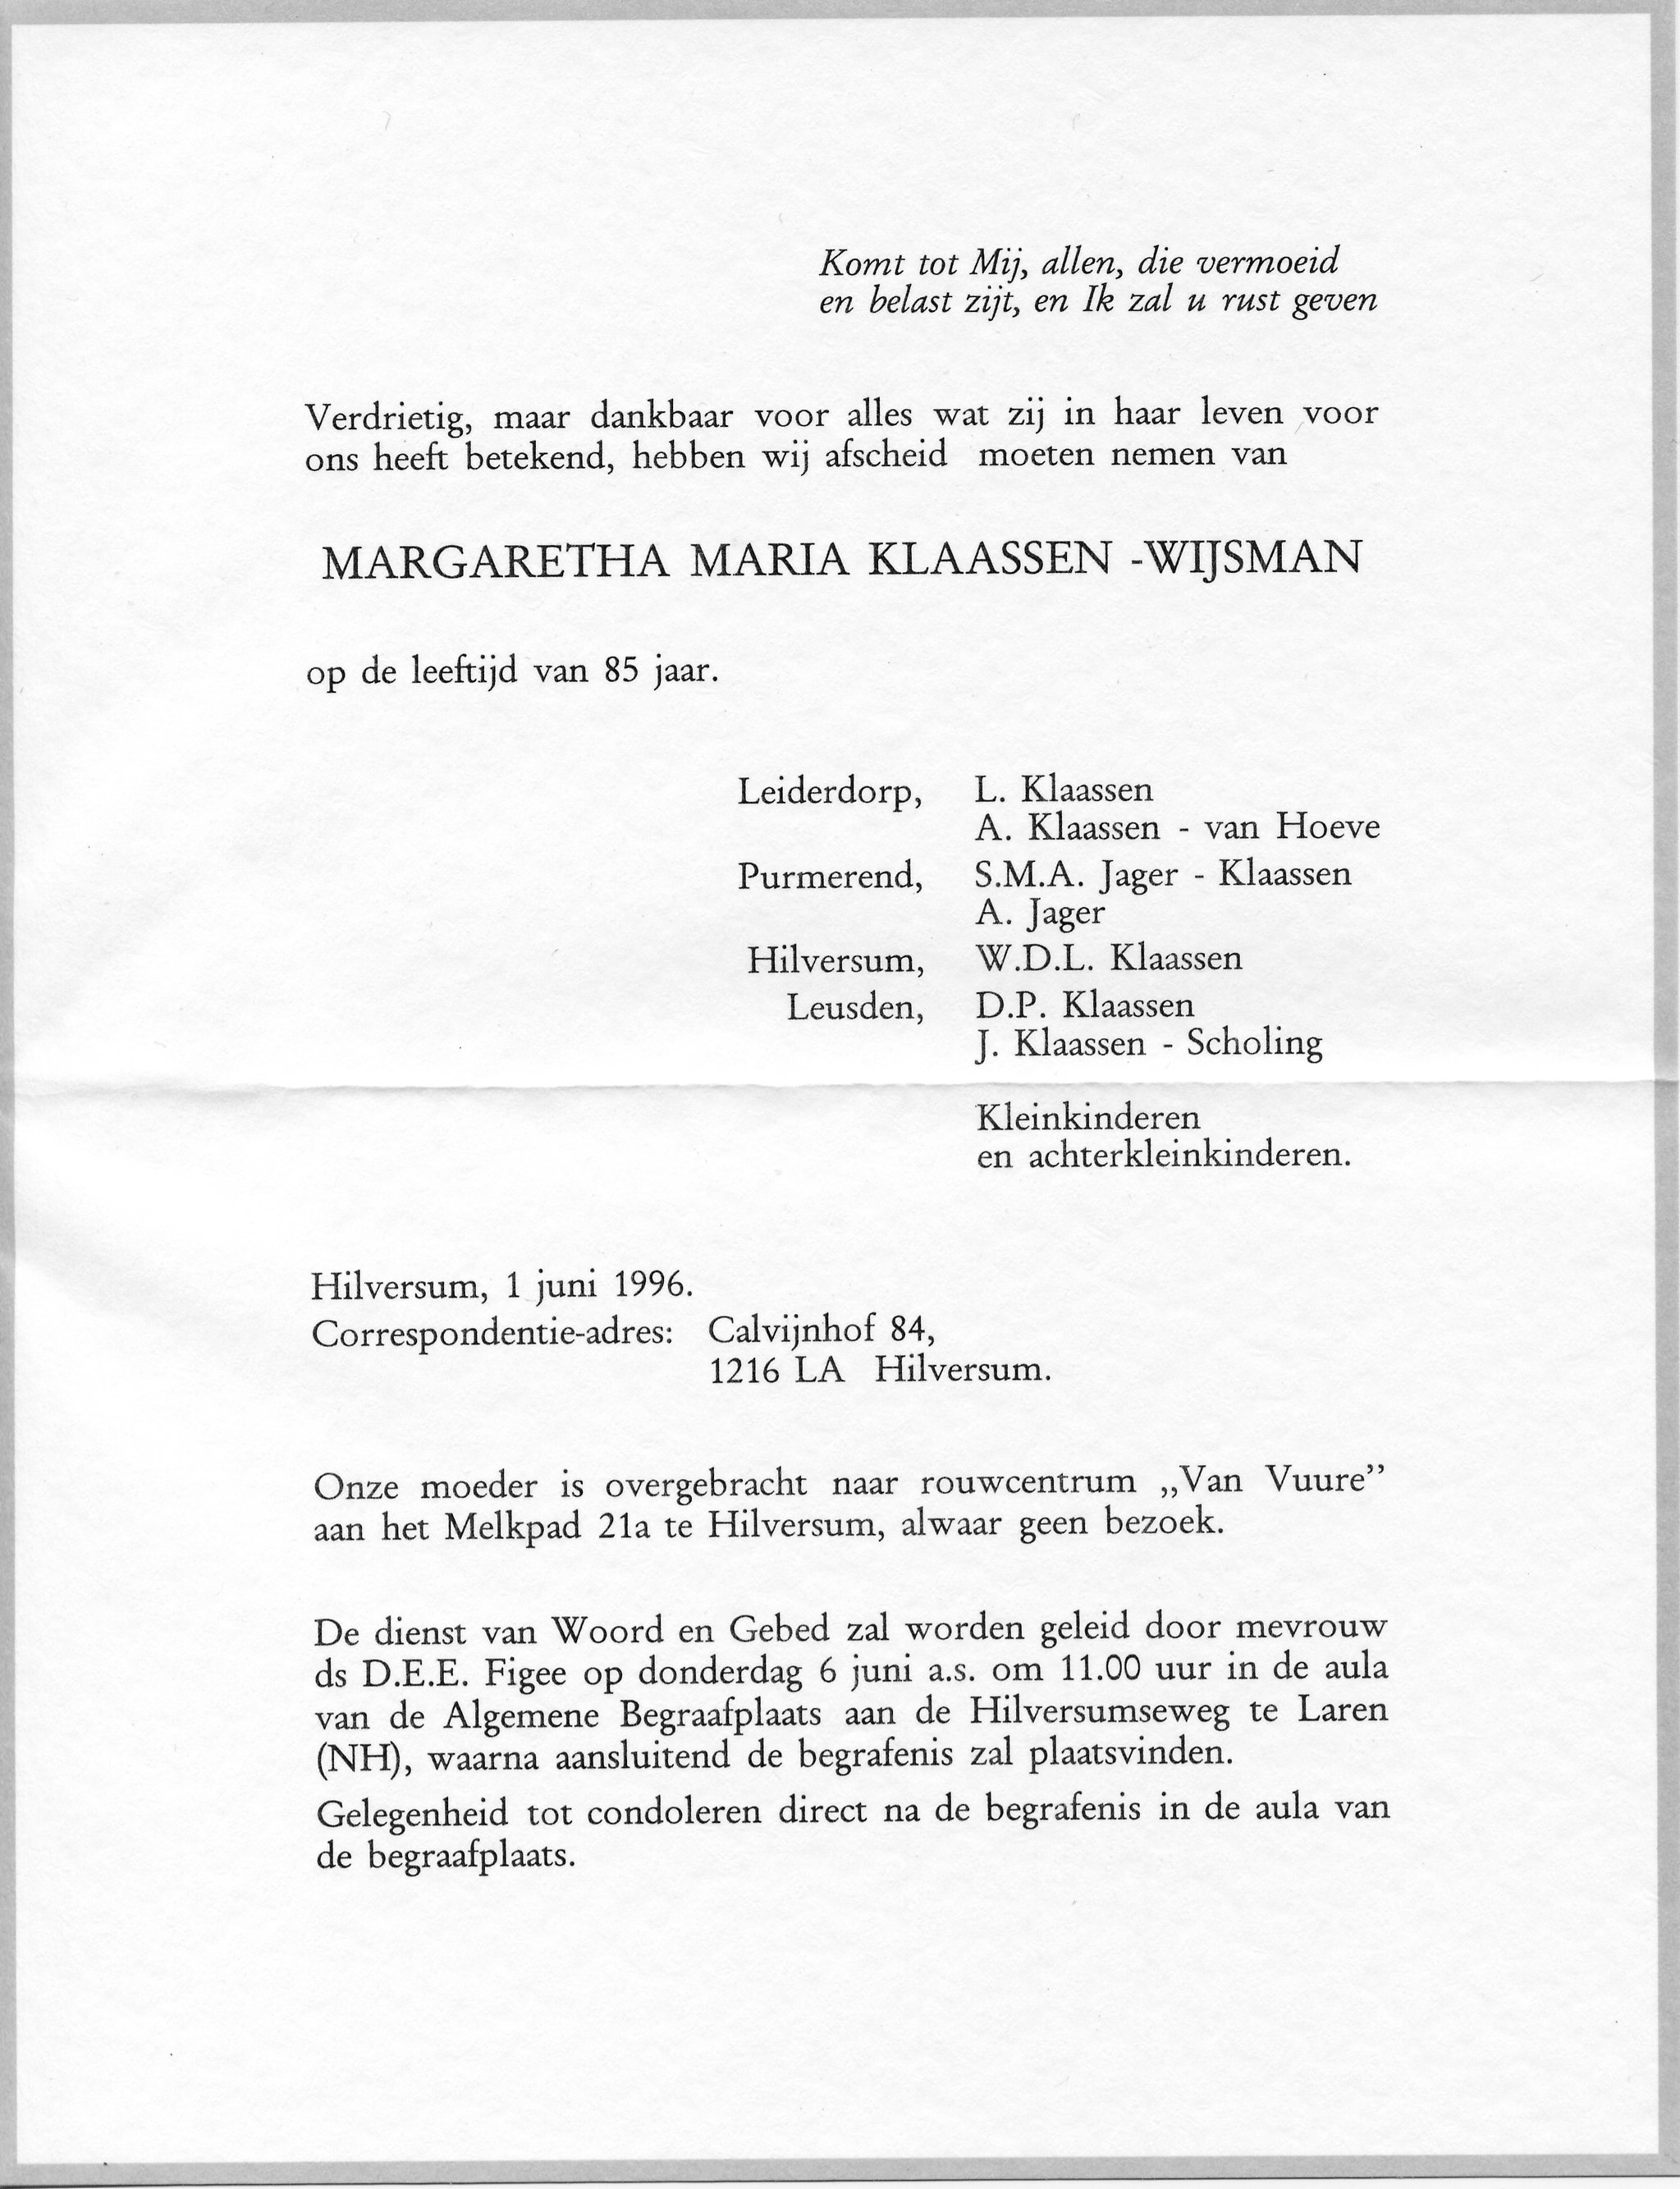 Komt tot Mij, allen, die vermoeid
en belast zijt, en Ik zal u rust geven
Verdrietig, maar dankbaar voor alles wat zij in haar leven voor
ons heeft betekend, hebben wij afscheid moeten nemen van
MARGARETHA MARIA KLAASSEN -WIJSMAN
op de leeftijd van 85 jaar.
Leiderdorp, L. Klaassen
A. Klaassen - van Hoeve
Purmerend, S.M.A. Jager - Klaassen
A. Jager
Hilversum, W.D.L. Klaassen
Leusden, D.P. Klaassen
J. Klaassen - Scholing
Kleinkinderen
en achterkleinkinderen.
Hilversum, 1 juni 1996.
Correspondentie-adres: Calvijnhof 84,
1216 LA Hilversum.
Onze moeder is overgebracht naar rouwcentrum „Van Vuure”
aan het Melkpad 21a te Hilversum, alwaar geen bezoek.
De dienst van Woord en Gebed zal worden geleid door mevrouw
ds D.E.E. Figee op donderdag 6 juni a.s. om 11.00 uur in de aula
van de Algemene Begraafplaats aan de Hilversumseweg te Laren
(NH), waarna aansluitend de begrafenis zal plaatsvinden.
Gelegenheid tot condoleren direct na de begrafenis in de aula van
de begraafplaats.